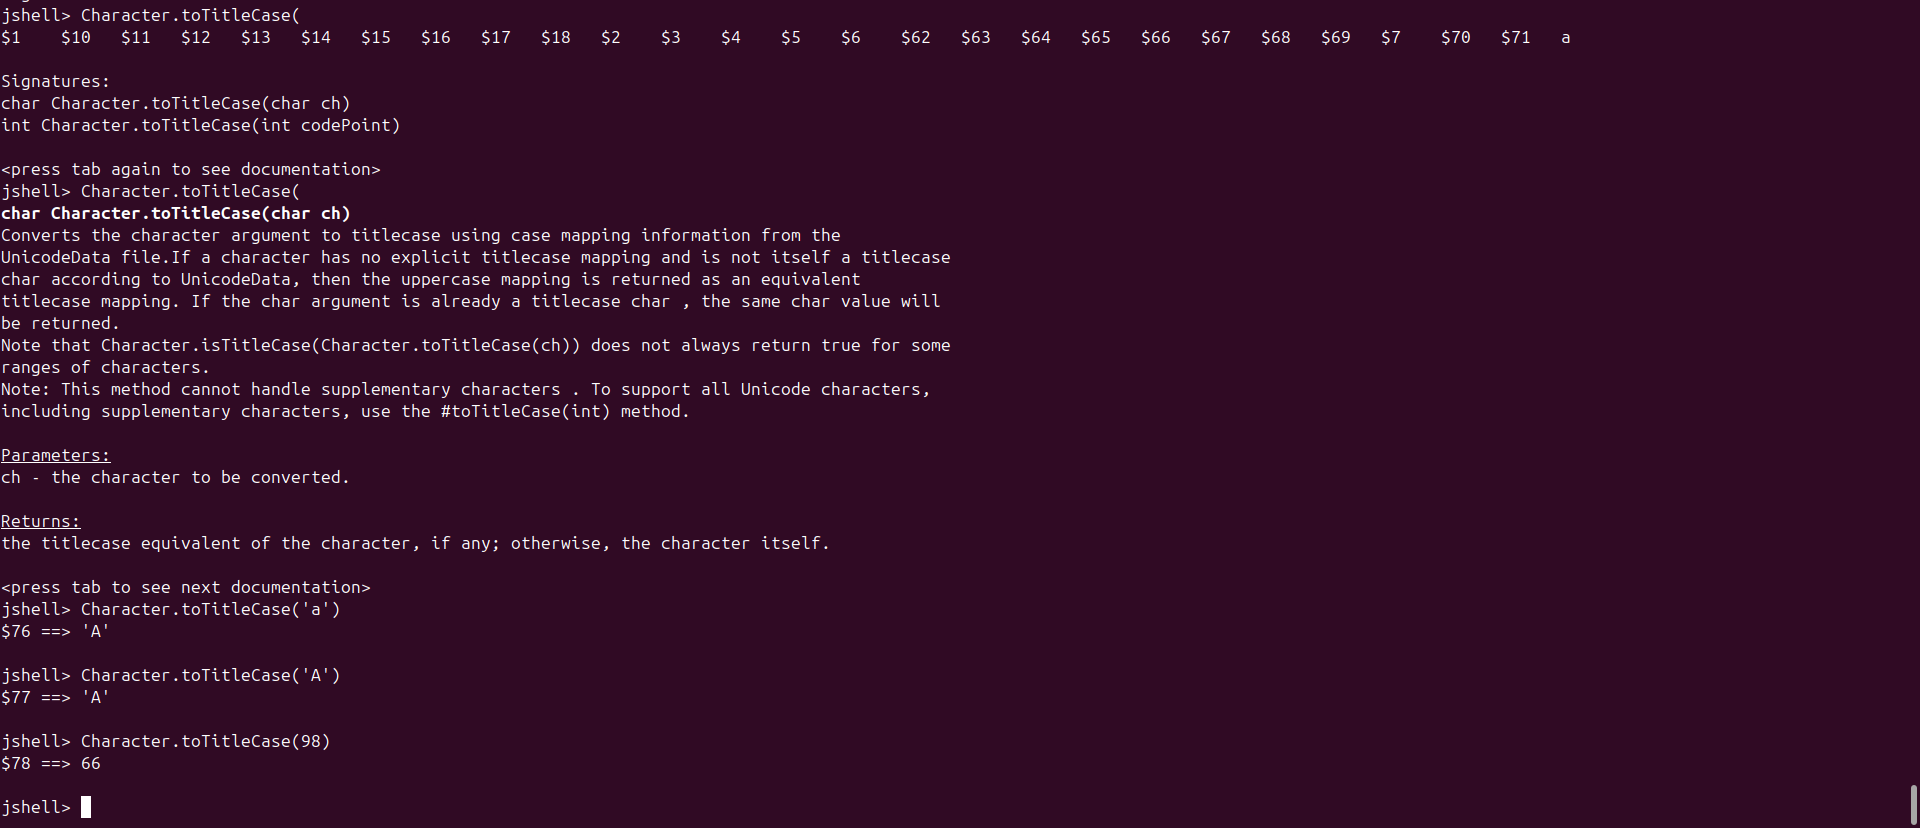 jshell> Character.toTitleCase(
$1 $10 $11 $12 $13 $14 $15 $16 $17 $18 $2 $3 $4 $5 $6 $62 $63 $64 $65 $66 $67 $68 $69 $7 $70 $71 a
Signatures:
char Character.toTitleCase(char ch)
int Character.toTitleCase(int codePoint)
<press tab again to see documentation>
jshell> Character.toTitleCase(
char Character.toTitleCase(char ch)
Converts the character argument to titlecase using case mapping information from the
UnicodeData file.If a character has no explicit titlecase mapping and is not itself a titlecase
char according to UnicodeData, then the uppercase mapping is returned as an equivalent
titlecase mapping. If the char argument is already a titlecase char , the same char value will
be returned.
Note that Character.isTitleCase(Character.toTitleCase(ch)) does not always return true for some
ranges of characters.
Note: This method cannot handle supplementary characters . To support all Unicode characters,
including supplementary characters, use the #toTitleCase(int) method.
Parameters:
ch - the character to be converted.
Returns:
the titlecase equivalent of the character, if any; otherwise, the character itself.
<press tab to see next documentation>
jshell> Character.toTitleCase('a')
$76 ==> 'A'
jshell> Character.toTitleCase('A')
$77 ==> 'A'
jshell> Character.toTitleCase(98)
$78 ==> 66
jshell>